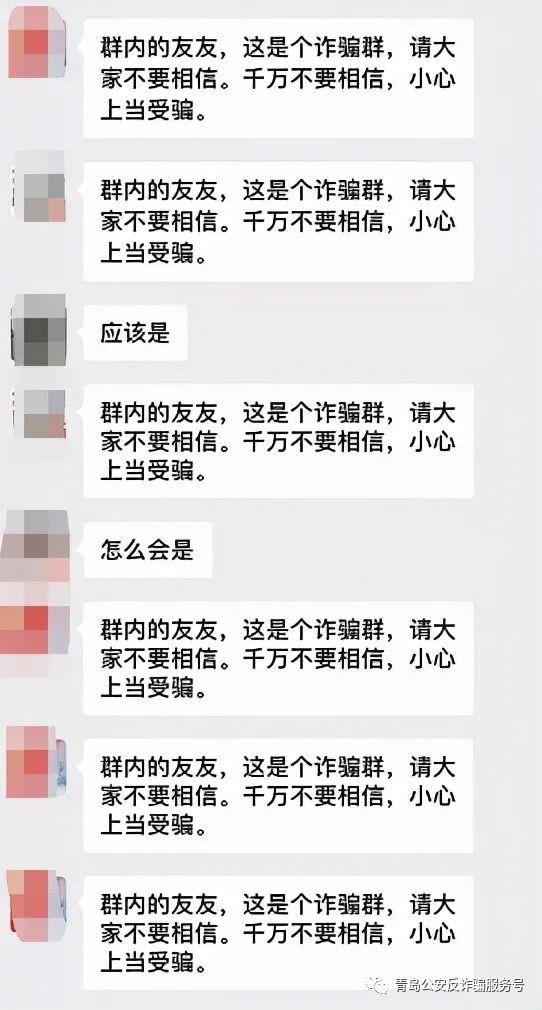 群内的友友，这是个诈骗群，请大
家不要相信。千万不要相信，小心
上当受骗。
群内的友友，这是个诈骗群，请大
家不要相信。千万不要相信，小心
上当受骗。
应该是
群内的友友，这是个诈骗群，请大
家不要相信。千万不要相信，小心
上当受骗。
怎么会是
群内的友友，这是个诈骗群，请大
家不要相信。千万不要相信，小心
上当受骗。
群内的友友，这是个诈骗群，请大
家不要相信。千万不要相信，小心
上当受骗。
群内的友友，这是个诈骗群，请大
家不要相信。千万不要相信，小心
上当受骗。
青岛公安反诈骗服务号